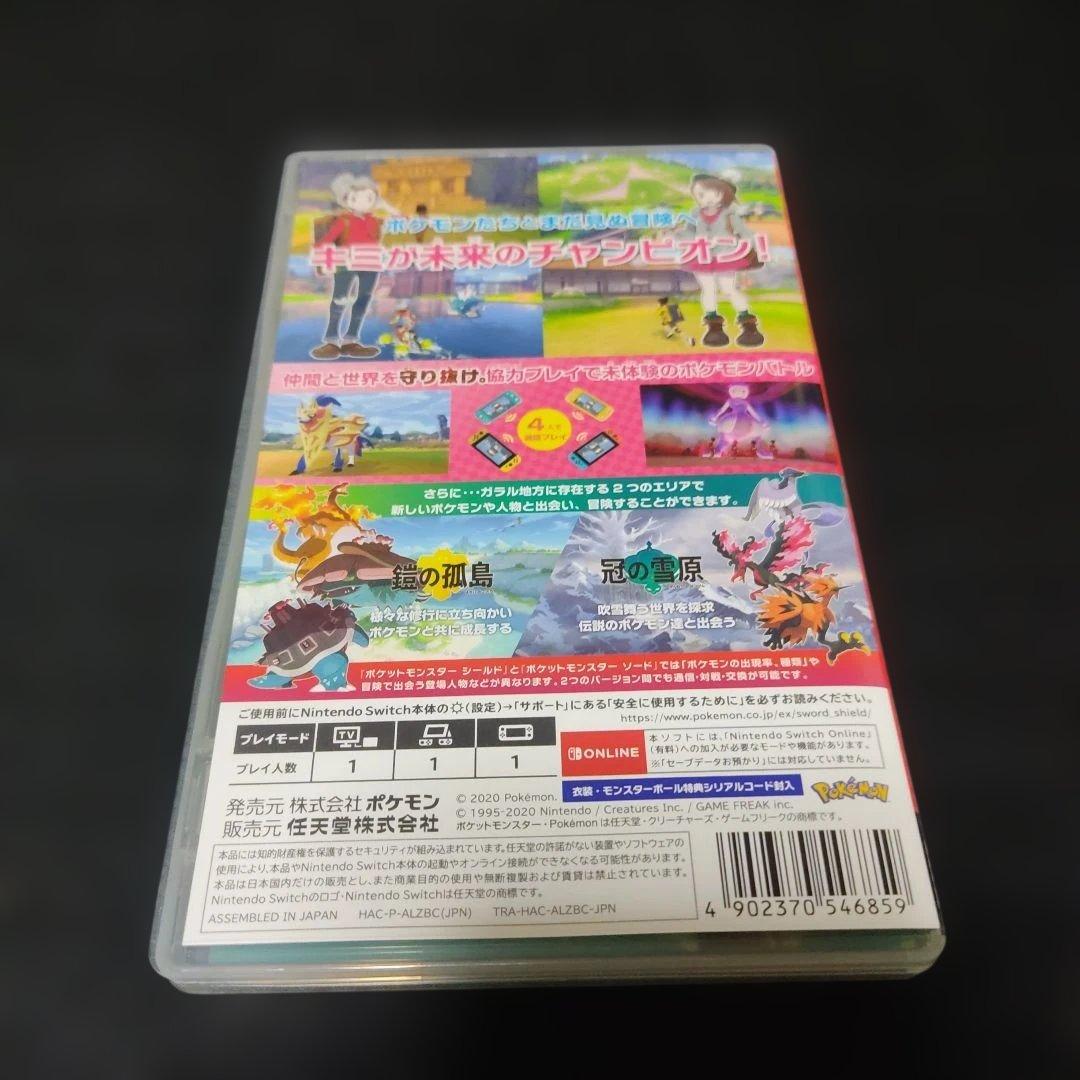 ポケモンたちとまだ見ぬ冒険へ
キミが未来のチャンピオン!
仲間と世界を守り抜け。協力プレイで未体験のポケモンバトル
4人で
通信プレイ
さらに・・・ガラル地方に存在する2つのエリアで
新しいポケモンや人物と出会い、冒険することができます。
鎧の孤島
様々な修行に立ち向かい
ポケモンと共に成長する
冠の雪原
吹雪舞う世界を探求
伝説のポケモン達と出会う
「ポケットモンスター シールド」と「ポケットモンスター ソード」では「ポケモンの出現率、種類」や
冒険で出会う登場人物などが異なります。2つのバージョン間でも通信・対戦・交換が可能です。
ご使用前にNintendo Switch本体の(設定)→「サポート」にある「安全に使用するために」を必ずお読みください。
https://www.pokemon.co.jp/ex/sword_shield/
プレイモード TV
プレイ人数 1 1 1
ONLINE
本ソフトには、「Nintendo Switch Online」
(有料)への加入が必要なモードや機能があります。
※「セーブデータお預かり」には対応していません。
衣装・モンスターボール特典シリアルコード封入
POKéMON
発売元 株式会社 ポケモン
販売元 任天堂株式会社
© 2020 Pokémon.
© 1995-2020 Nintendo / Creatures Inc. / GAME FREAK inc.
ポケットモンスター・Pokémonは任天堂・クリーチャーズ・ゲームフリークの商標です。
本品には知的財産権を保護するセキュリティが組み込まれています。任天堂の許諾がない装置やソフトウェアの
使用により、本品やNintendo Switch本体の起動やオンライン接続ができなくなる可能性があります。
本品は日本国内だけの販売とし、また商業目的の使用や無断複製および賃貸は禁止されています。
Nintendo Switchのロゴ・Nintendo Switchは任天堂の商標です。
ASSEMBLED IN JAPAN HAC-P-ALZBC(JPN) TRA-HAC-ALZBC-JPN
4 902370 546859